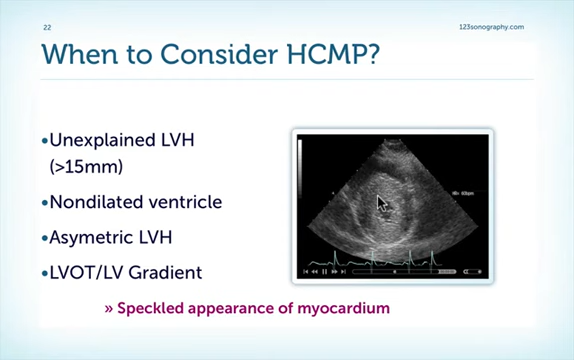 22
123sonography.com
When to Consider HCMP?
•Unexplained LVH
(>15mm)
•Nondilated ventricle
•Asymetric LVH
•LVOT/LV Gradient
» Speckled appearance of myocardium